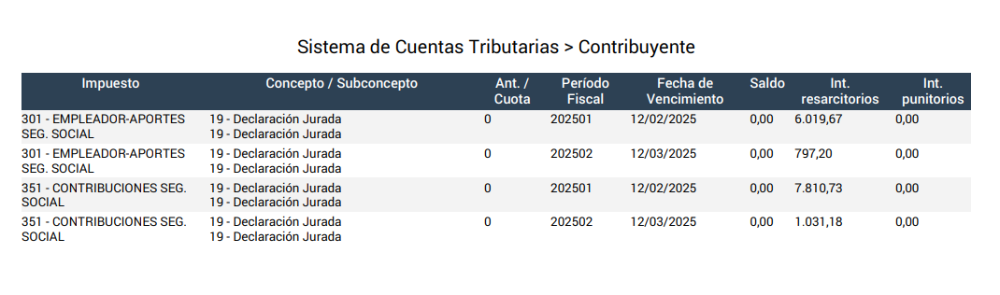 Sistema de Cuentas Tributarias > Contribuyente
Impuesto Concepto / Subconcepto Ant. / Cuota Período Fiscal Fecha de Vencimiento Saldo Int. resarcitorios Int. punitorios
301 - EMPLEADOR-APORTES 19 - Declaración Jurada 0 202501 12/02/2025 0,00 6.019,67 0,00
SEG. SOCIAL 19 - Declaración Jurada
301 - EMPLEADOR-APORTES 19 - Declaración Jurada 0 202502 12/03/2025 0,00 797,20 0,00
SEG. SOCIAL 19 - Declaración Jurada
351 - CONTRIBUCIONES SEG. 19 - Declaración Jurada 0 202501 12/02/2025 0,00 7.810,73 0,00
SOCIAL 19 - Declaración Jurada
351 - CONTRIBUCIONES SEG. 19 - Declaración Jurada 0 202502 12/03/2025 0,00 1.031,18 0,00
SOCIAL 19 - Declaración Jurada